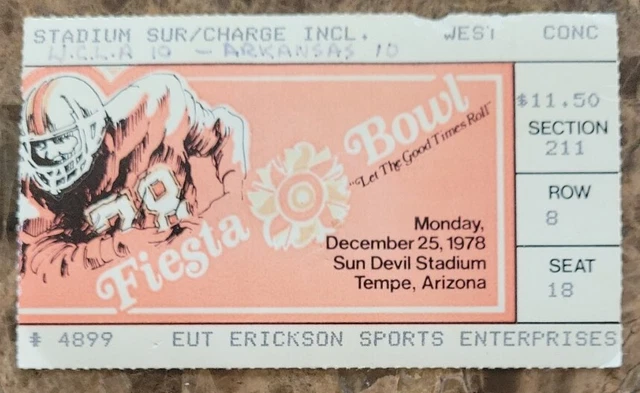 STADIUM SUR/CHARGE INCL. WEST CONC
U.C.L.A 10 - ARKANSAS 10
Fiesta Bowl
"Let The Good Times Roll"
Monday,
December 25, 1978
Sun Devil Stadium
Tempe, Arizona
$11.50
SECTION
211
ROW
8
SEAT
18
# 4899 EUT ERICKSON SPORTS ENTERPRISES